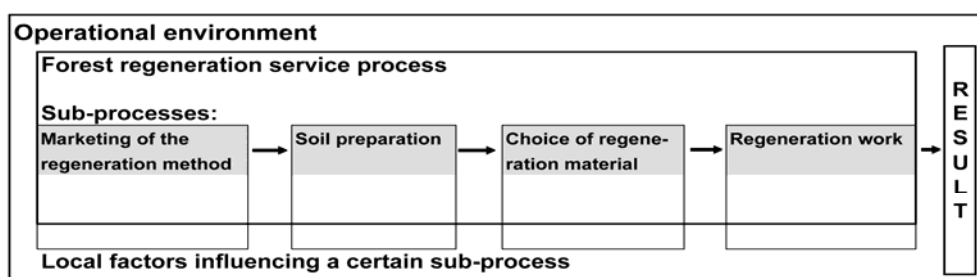 Operational environment
Forest regeneration service process
Sub-processes:
Marketing of the
regeneration method
Soil preparation
Choice of regene-
ration material
Regeneration work
RESULT
Local factors influencing a certain sub-process